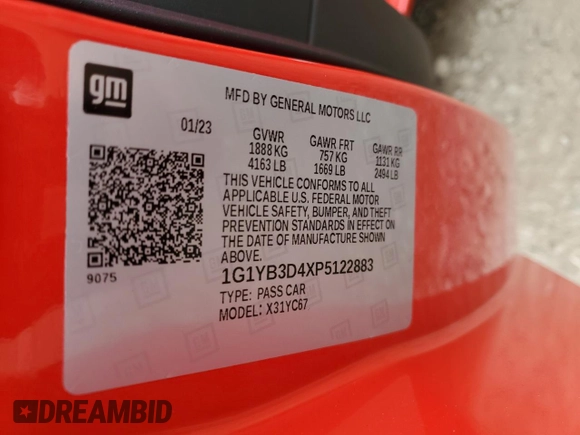 gm
MFD BY GENERAL MOTORS LLC
01/23
GVWR GAWR FRT GAWR RR
1888 KG 757 KG 1131 KG
4163 LB 1669 LB 2494 LB
THIS VEHICLE CONFORMS TO ALL
APPLICABLE U.S. FEDERAL MOTOR
VEHICLE SAFETY, BUMPER, AND THEFT
PREVENTION STANDARDS IN EFFECT ON
THE DATE OF MANUFACTURE SHOWN
ABOVE.
9075
1G1YB3D4XP5122883
TYPE: PASS CAR
MODEL: X31YC67
DREAMBID